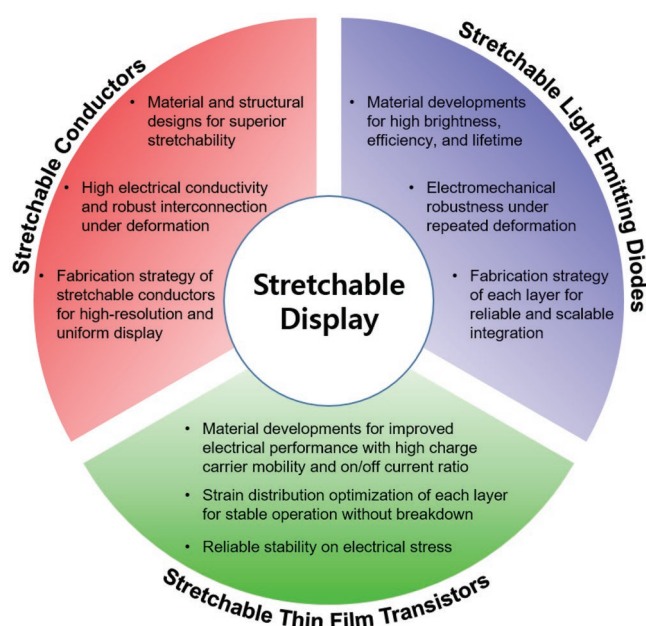 Stretchable Conductors
• Material and structural
designs for superior
stretchability
• High electrical conductivity
and robust interconnection
under deformation
• Fabrication strategy of
stretchable conductors
for high-resolution and
uniform display
Stretchable Light Emitting Diodes
• Material developments
for high brightness,
efficiency, and lifetime
• Electromechanical
robustness under
repeated deformation
• Fabrication strategy
of each layer for
reliable and scalable
integration
Stretchable
Display
• Material developments for improved
electrical performance with high charge
carrier mobility and on/off current ratio
• Strain distribution optimization of each layer
for stable operation without breakdown
• Reliable stability on electrical stress
Stretchable Thin Film Transistors